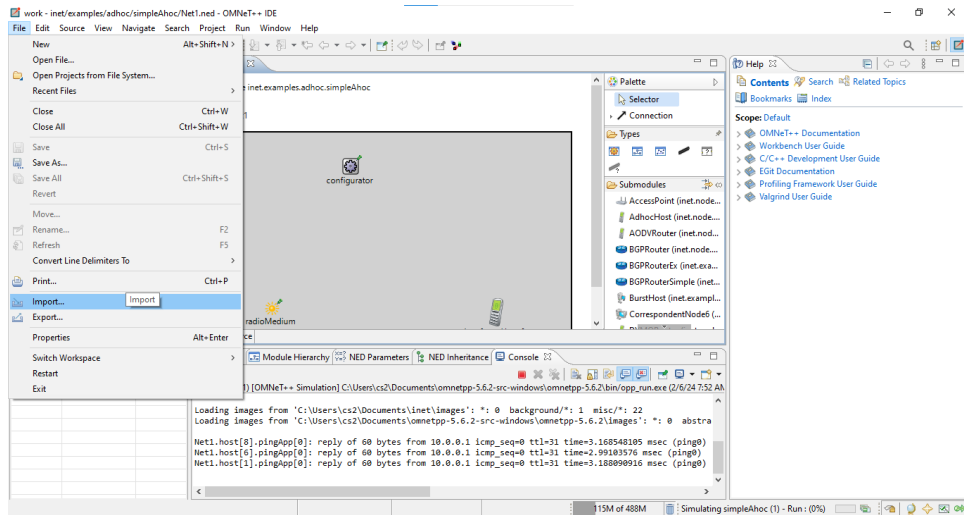 work - inet/examples/adhoc/simpleAhoc/Net1.ned - OMNeT++ IDE
File Edit Source View Navigate Search Project Run Window Help
New Alt+Shift+N >
Open File...
Open Projects from File System...
Recent Files >
Close Ctrl+W
Close All Ctrl+Shift+W
Save Ctrl+S
Save As...
Save All Ctrl+Shift+S
Revert
Move...
Rename... F2
Refresh F5
Convert Line Delimiters To >
Print... Ctrl+P
Import...
Import
Export...
Properties Alt+Enter
Switch Workspace >
Restart
Exit
inet.examples.adhoc.simpleAhoc
configurator
radioMedium
Palette
Selector
Connection
Types
Submodules
AccessPoint (inet.node...
AdhocHost (inet.node...
AODVRouter (inet.nod...
BGPRouter (inet.node....
BGPRouterEx (inet.exa...
BGPRouterSimple (inet...
BurstHost (inet.exampl...
CorrespondentNode6 (...
Help
Contents Search Related Topics
Bookmarks Index
Scope: Default
OMNeT++ Documentation
Workbench User Guide
C/C++ Development User Guide
EGit Documentation
Profiling Framework User Guide
Valgrind User Guide
Module Hierarchy NED Parameters NED Inheritance Console
1) [OMNeT++ Simulation] C:\Users\cs2\Documents\omnetpp-5.6.2-src-windows\omnetpp-5.6.2\bin/opp_run.exe (2/6/24 7:52 AM
Loading images from 'C:\Users\cs2\Documents\inet\images': *: 0 background/*: 1 misc/*: 22
Loading images from 'C:\Users\cs2\Documents\omnetpp-5.6.2-src-windows\omnetpp-5.6.2\images': *: 0 abstra
Net1.host[8].pingApp[0]: reply of 60 bytes from 10.0.0.1 icmp_seq=0 ttl=31 time=3.168548105 msec (ping0)
Net1.host[6].pingApp[0]: reply of 60 bytes from 10.0.0.1 icmp_seq=0 ttl=31 time=2.99103576 msec (ping0)
Net1.host[1].pingApp[0]: reply of 60 bytes from 10.0.0.1 icmp_seq=0 ttl=31 time=3.188090916 msec (ping0)
115M of 488M Simulating simpleAhoc (1) - Run : (0%)